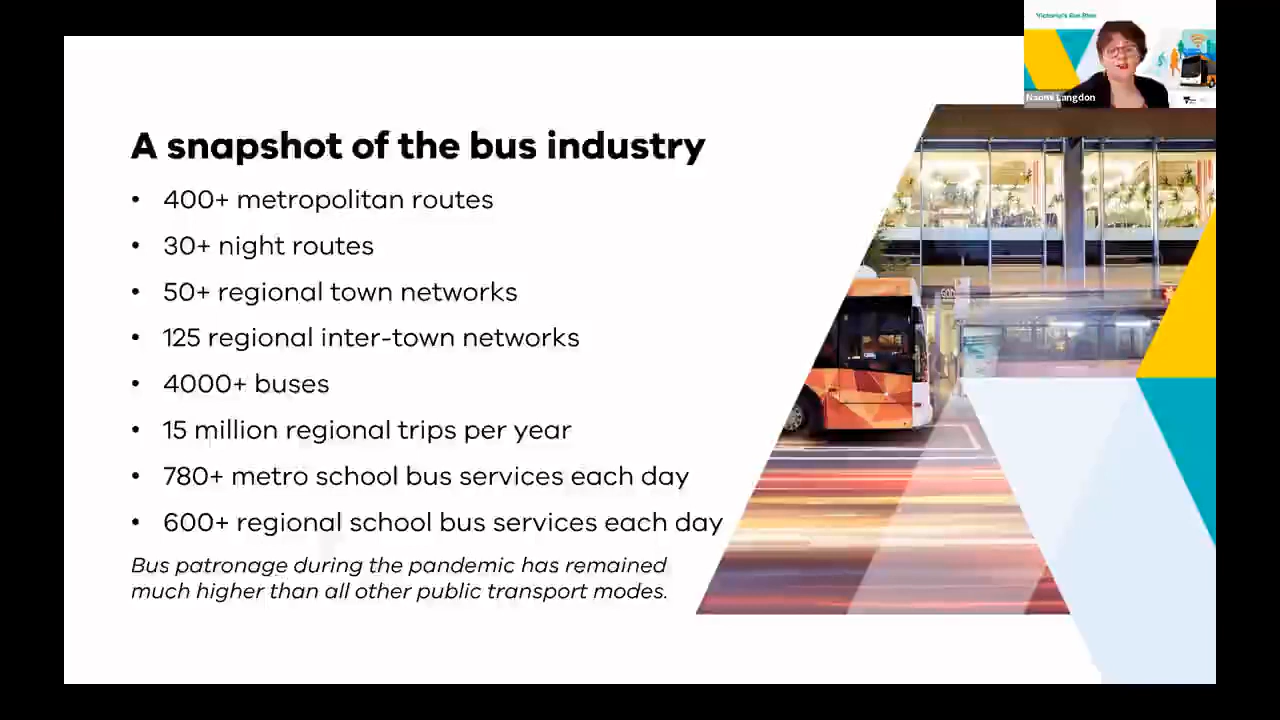 Victoria's Bus Plan
Naomi Langdon
A snapshot of the bus industry
• 400+ metropolitan routes
• 30+ night routes
• 50+ regional town networks
• 125 regional inter-town networks
• 4000+ buses
• 15 million regional trips per year
• 780+ metro school bus services each day
• 600+ regional school bus services each day
Bus patronage during the pandemic has remained
much higher than all other public transport modes.